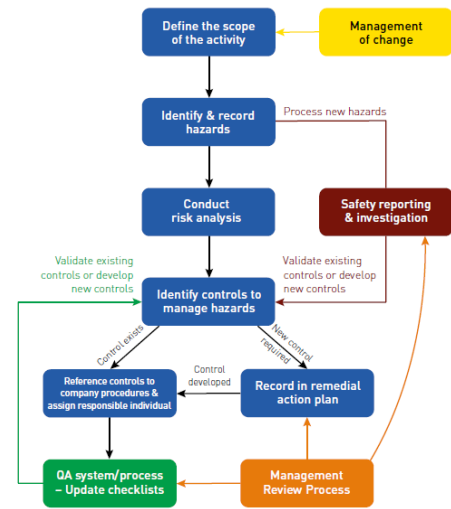 Define the scope
of the activity
Management
of change
Identify & record
hazards
Process new hazards
Conduct
risk analysis
Safety reporting
& investigation
Validate existing
controls or develop
new controls
Validate existing
controls or develop
new controls
Identify controls to
manage hazards
Control exists
New control
required
Reference controls to
company procedures &
assign responsible individual
Control
developed
Record in remedial
action plan
QA system/process
– Update checklists
Management
Review Process